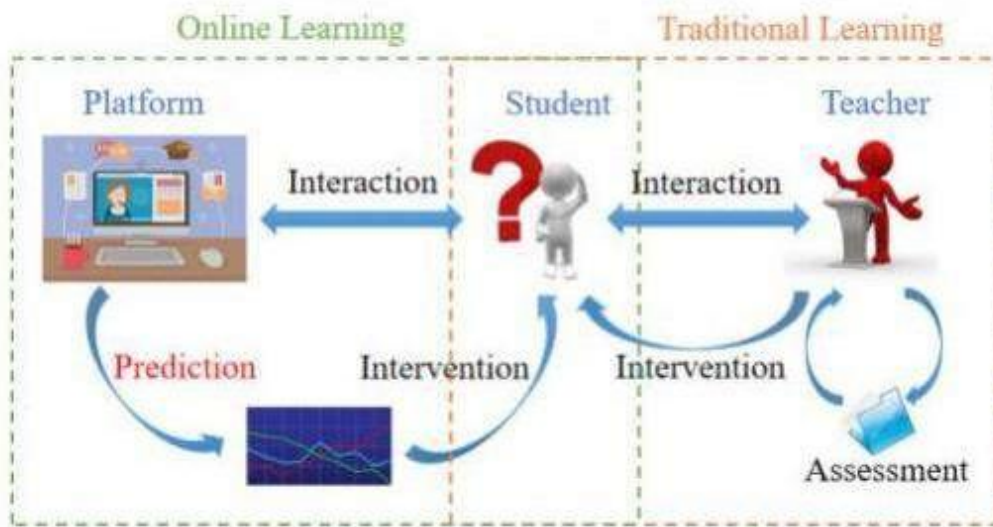 Online Learning
Traditional Learning
Platform
Student
Teacher
Interaction
Interaction
Prediction
Intervention
Intervention
Assessment